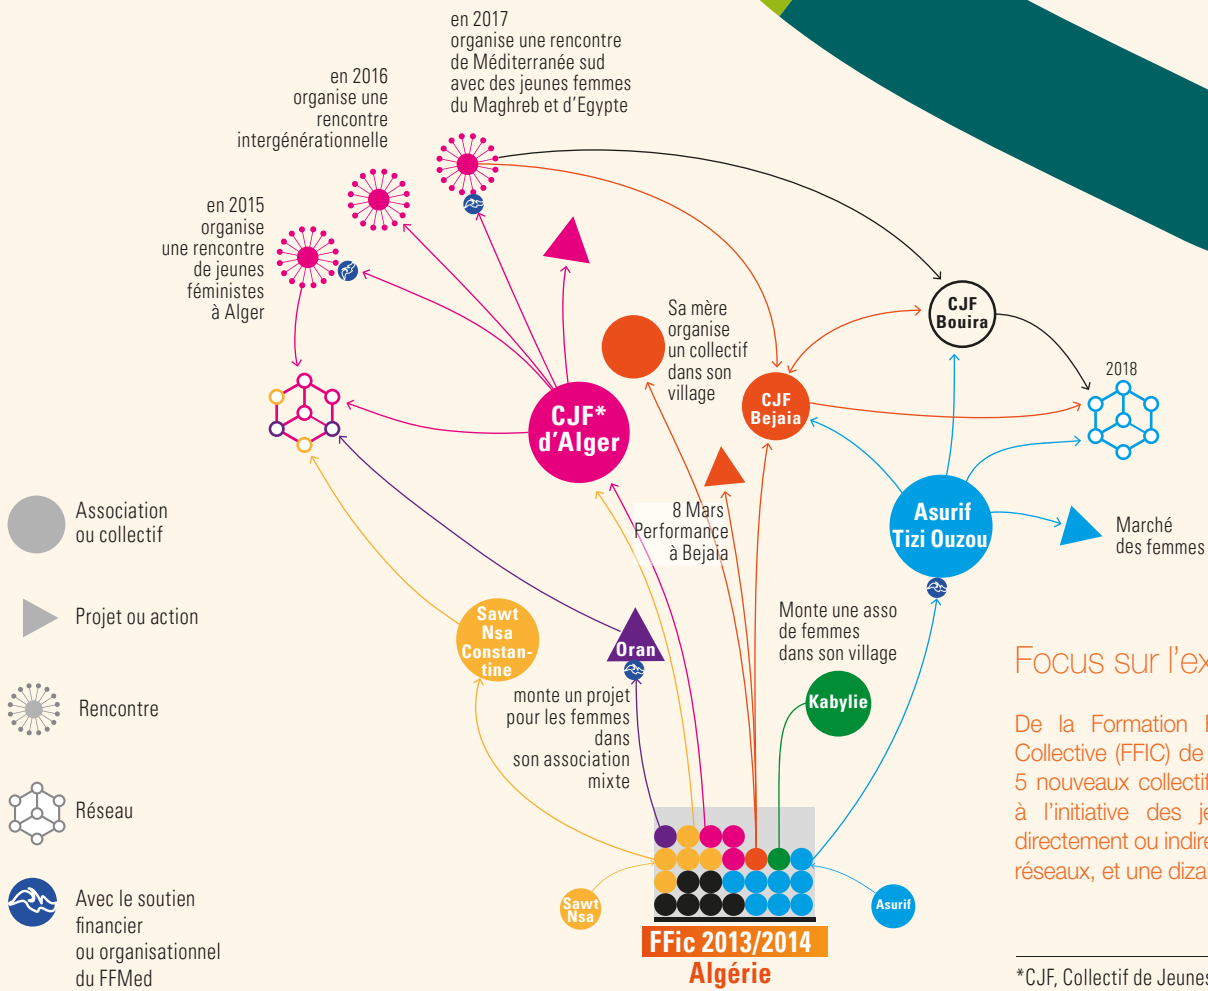 en 2017
organise une rencontre
de Méditerranée sud
avec des jeunes femmes
du Maghreb et d'Egypte
en 2016
organise une
rencontre
intergénérationnelle
en 2015
organise
une rencontre
de jeunes
féministes
à Alger
Sa mère
organise
un collectif
dans son
village
CJF
Bouira
2018
CJF
Bejaia
CJF*
d'Alger
8 Mars
Performance
à Bejaia
Asurif
Tizi Ouzou
Marché
des femmes
Association
ou collectif
Projet ou action
Rencontre
Réseau
Avec le soutien
financier
ou organisationnel
du FFMed
Sawt
Nsa
Constan-
tine
Oran
monte un projet
pour les femmes
dans
son association
mixte
Monte une asso
de femmes
dans son village
Kabylie
Sawt
Nsa
Asurif
FFic 2013/2014
Algérie
Focus sur l'ex
De la Formation F
Collective (FFIC) de
5 nouveaux collectif
à l'initiative des je
directement ou indire
réseaux, et une diza
*CJF, Collectif de Jeunes